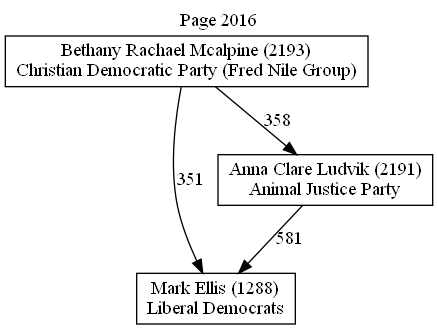 Page 2016
Bethany Rachael Mcalpine (2193)
Christian Democratic Party (Fred Nile Group)
358
Anna Clare Ludvik (2191)
Animal Justice Party
351
581
Mark Ellis (1288)
Liberal Democrats